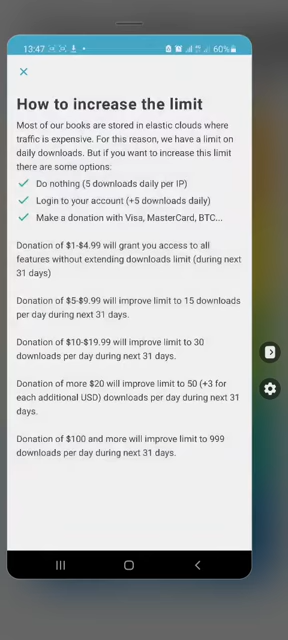 13:47
60%
How to increase the limit
Most of our books are stored in elastic clouds where
traffic is expensive. For this reason, we have a limit on
daily downloads. But if you want to increase this limit
there are some options:
Do nothing (5 downloads daily per IP)
Login to your account (+5 downloads daily)
Make a donation with Visa, MasterCard, BTC...
Donation of $1-$4.99 will grant you access to all
features without extending downloads limit (during next
31 days)
Donation of $5-$9.99 will improve limit to 15 downloads
per day during next 31 days.
Donation of $10-$19.99 will improve limit to 30
downloads per day during next 31 days.
Donation of more $20 will improve limit to 50 (+3 for
each additional USD) downloads per day during next 31
days.
Donation of $100 and more will improve limit to 999
downloads per day during next 31 days.